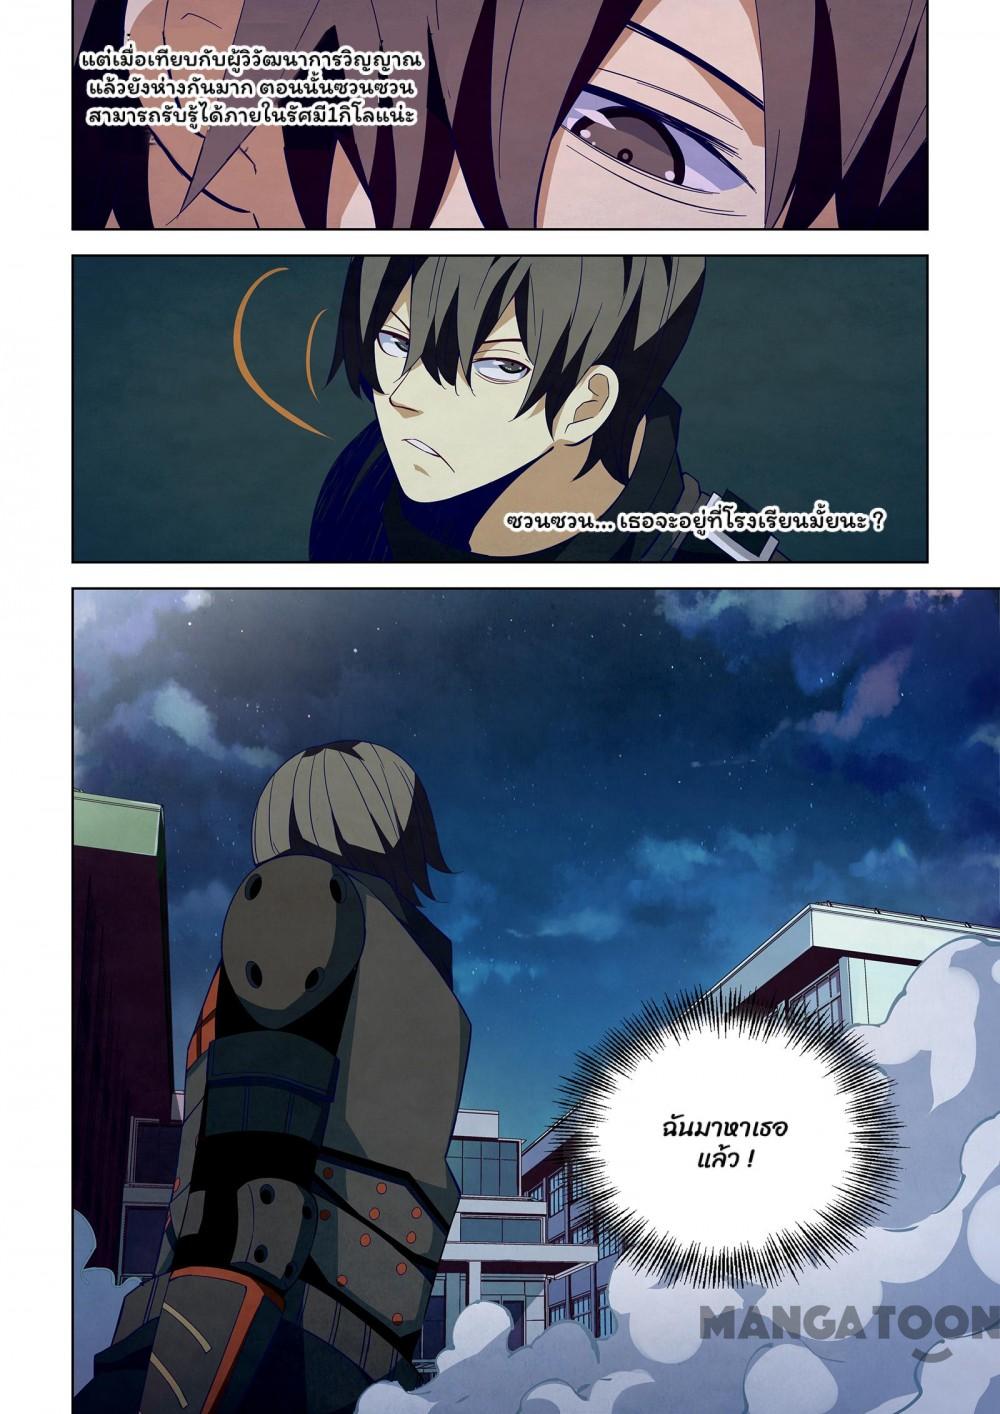 แต่เมื่อเทียบกับผู้วิวัฒนาการวิญญาณ
แล้วยังห่างกันมาก ตอนนั้นซวนซวน
สามารถรับรู้ได้ภายในรัศมี1กิโลแน่ะ
ซวนซวน... เธอจะอยู่ที่โรงเรียนมั้ยนะ ?
ฉันมาหาเธอ
แล้ว !
MANGATOON